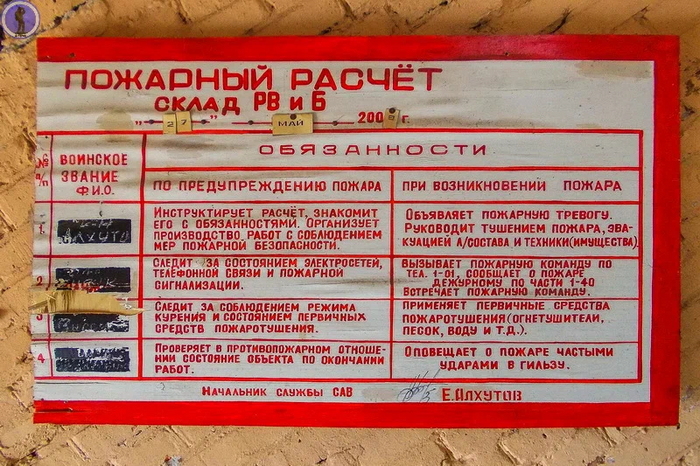 ПОЖАРНЫЙ РАСЧЁТ
СКЛАД РВ и Б
"27" МАЙ 200 г.
№ п/п
ВОИНСКОЕ
ЗВАНИЕ
Ф.И.О.
ОБЯЗАННОСТИ
ПО ПРЕДУПРЕЖДЕНИЮ ПОЖАРА
ПРИ ВОЗНИКНОВЕНИИ ПОЖАРА
1.
АЛХУТО
ИНСТРУКТИРУЕТ РАСЧЁТ, ЗНАКОМИТ
ЕГО С ОБЯЗАННОСТЯМИ. ОРГАНИЗУЕТ
ПРОИЗВОДСТВО РАБОТ С СОБЛЮДЕНИЕМ
МЕР ПОЖАРНОЙ БЕЗОПАСНОСТИ.
ОБЪЯВЛЯЕТ ПОЖАРНУЮ ТРЕВОГУ.
РУКОВОДИТ ТУШЕНИЕМ ПОЖАРА, ЭВА-
КУАЦИЕЙ Л/СОСТАВА И ТЕХНИКИ(ИМУЩЕСТВА)
2
СЛЕДИТ ЗА СОСТОЯНИЕМ ЭЛЕКТРОСЕТЕЙ,
ТЕЛЕФОННОЙ СВЯЗИ И ПОЖАРНОЙ
СИГНАЛИЗАЦИИ.
ВЫЗЫВАЕТ ПОЖАРНУЮ КОМАНДУ ПО
ТЕЛ. 1-01, СООБЩАЕТ О ПОЖАРЕ
ДЕЖУРНОМУ ПО ЧАСТИ 1-40
ВСТРЕЧАЕТ ПОЖАРНУЮ КОМАНДУ.
3
СЛЕДИТ ЗА СОБЛЮДЕНИЕМ РЕЖИМА
КУРЕНИЯ И СОСТОЯНИЕМ ПЕРВИЧНЫХ
СРЕДСТВ ПОЖАРОТУШЕНИЯ.
ПРИМЕНЯЕТ ПЕРВИЧНЫЕ СРЕДСТВА
ПОЖАРОТУШЕНИЯ (ОГНЕТУШИТЕЛИ,
ПЕСОК, ВОДУ И Т.Д.).
4
ПРОВЕРЯЕТ В ПРОТИВОПОЖАРНОМ ОТНОШЕ-
НИИ СОСТОЯНИЕ ОБЪЕКТА ПО ОКОНЧАНИИ
РАБОТ.
ОПОВЕЩАЕТ О ПОЖАРЕ ЧАСТЫМИ
УДАРАМИ В ГИЛЬЗУ.
НАЧАЛЬНИК СЛУЖБЫ САВ Е.АЛХУТОВ